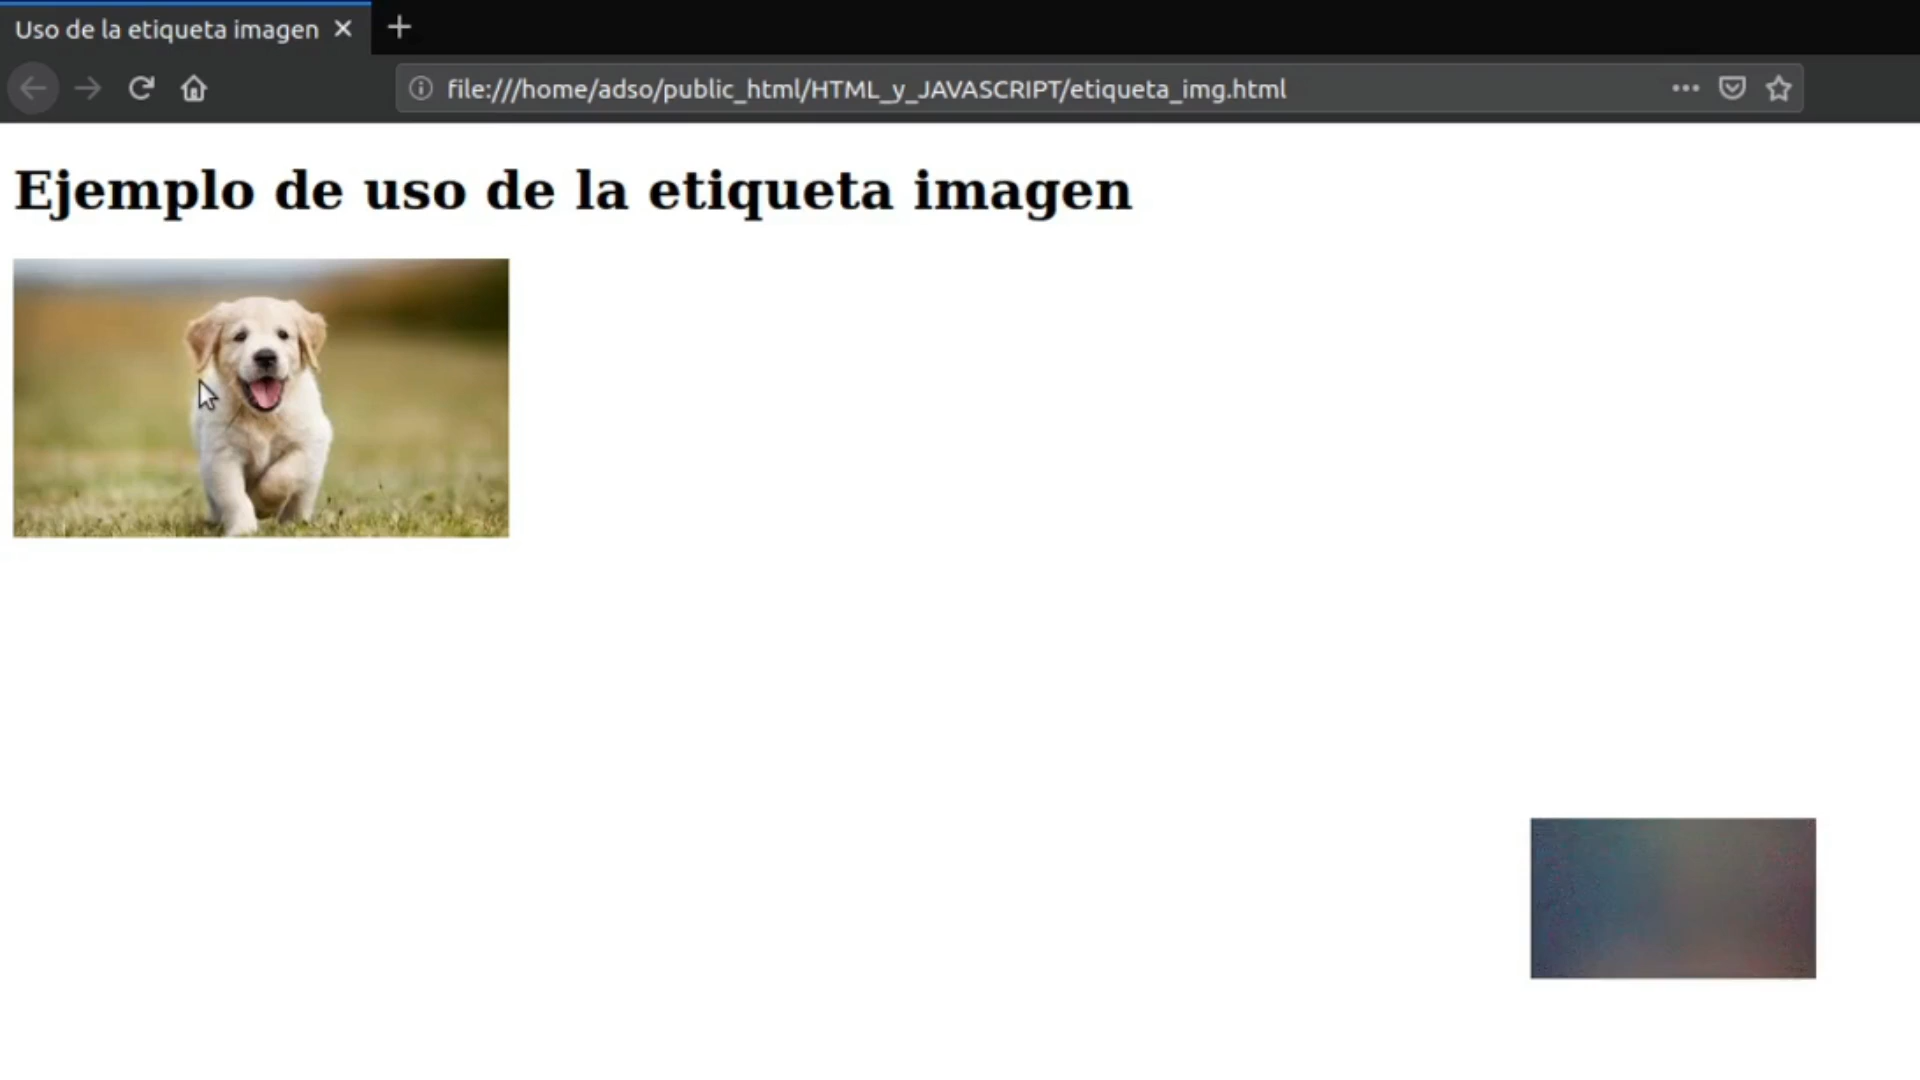 Uso de la etiqueta imagen
file:///home/adso/public_html/HTML_y_JAVASCRIPT/etiqueta_img.html
Ejemplo de uso de la etiqueta imagen